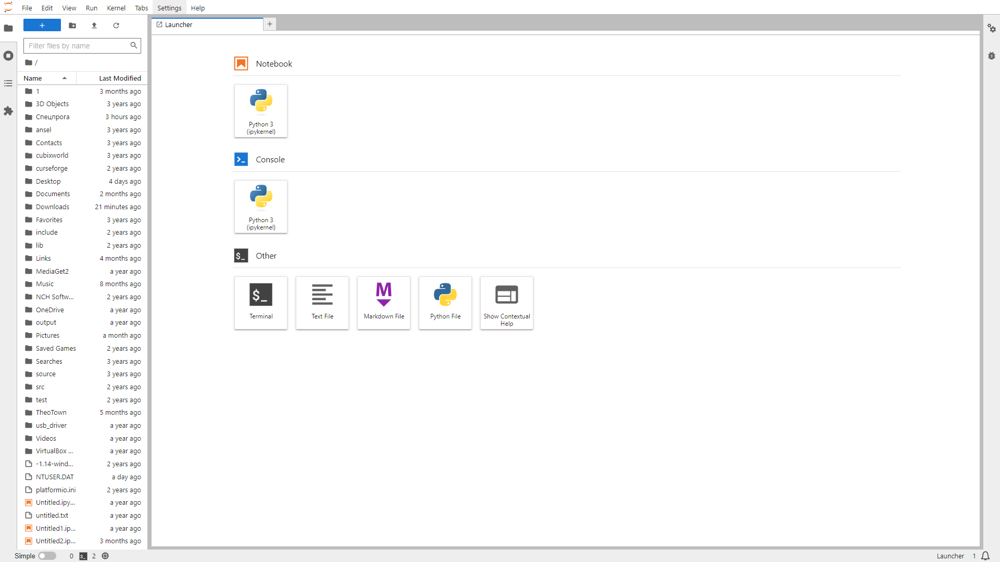 File Edit View Run Kernel Tabs Settings Help
+
Filter files by name
/
Name Last Modified
1 3 months ago
3D Objects 3 years ago
Спецпрога 3 hours ago
ansel 3 years ago
Contacts 3 years ago
cubixworld 3 years ago
curseforge 2 years ago
Desktop 4 days ago
Documents 2 months ago
Downloads 21 minutes ago
Favorites 3 years ago
include 2 years ago
lib 2 years ago
Links 4 months ago
MediaGet2 a year ago
Music 8 months ago
NCH Softw... 2 years ago
OneDrive a year ago
output a year ago
Pictures a month ago
Saved Games 2 years ago
Searches 3 years ago
source 3 years ago
src 2 years ago
test 2 years ago
TheoTown 5 months ago
usb_driver a year ago
Videos a year ago
VirtualBox ... a year ago
-1.14-wind... 2 years ago
NTUSER.DAT a day ago
platformio.ini 2 years ago
Untitled.ipy... a year ago
untitled.txt a year ago
Untitled1.ip... a year ago
Untitled2.ip... 3 months ago
Launcher +
Notebook
Python 3
(ipykernel)
>_ Console
Python 3
(ipykernel)
$_ Other
$_
Terminal
Text File
M
Markdown File
Python File
Show Contextual
Help
Simple 0 $_ 2 Launcher 1